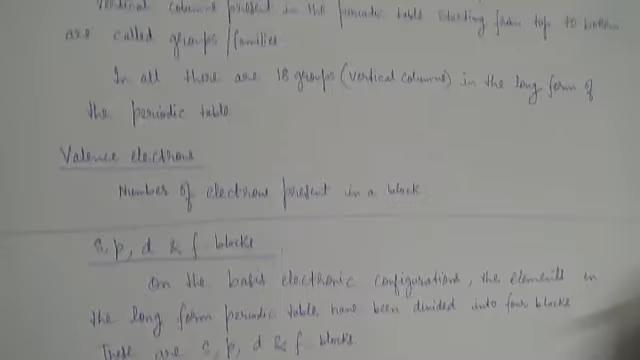 Vertical columns present in the periodic table starting from top to bottom
are called groups/families
In all there are 18 groups (vertical columns) in the long form of
the periodic table
Valence electrons
Number of electrons present in a block
s, p, d & f blocks
On the basis electronic configurations, the elements in
the long form periodic table have been divided into four blocks
These are s, p, d & f blocks